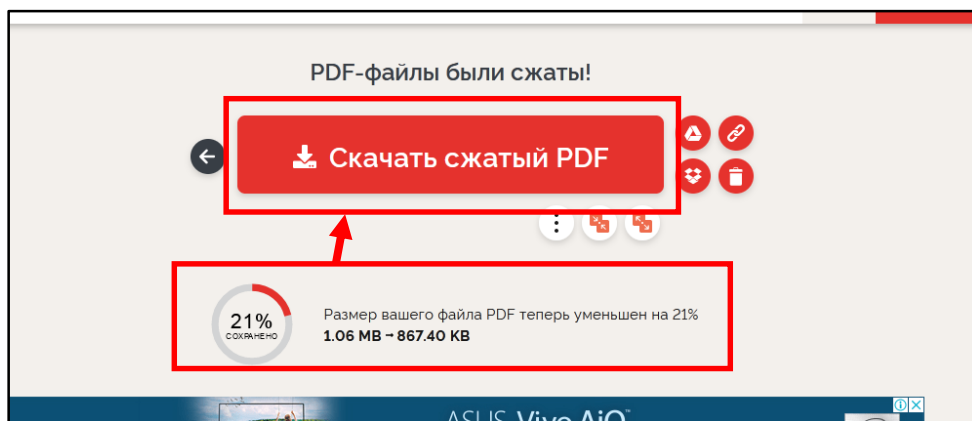 PDF-файлы были сжаты!
Скачать сжатый PDF
21%
СОХРАНЕНО
Размер вашего файла PDF теперь уменьшен на 21%
1.06 MB → 867.40 KB
ASUS Vivo AiO